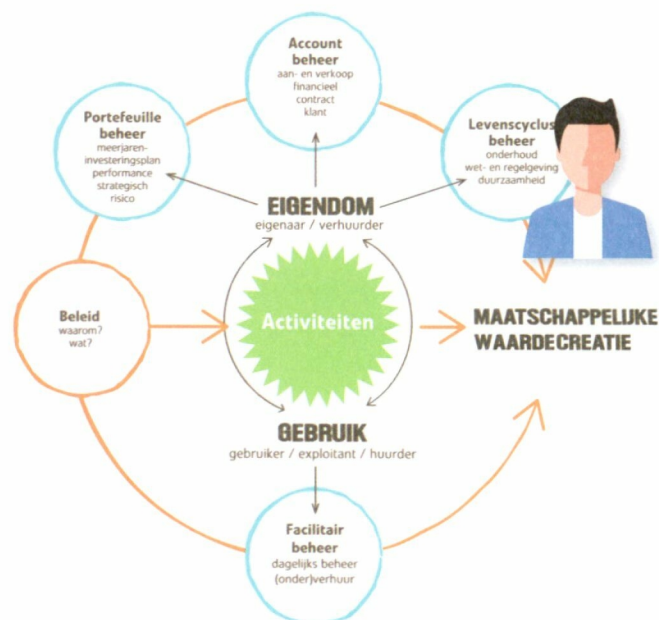 Account
beheer
aan- en verkoop
financieel
contract
klant
Portefeuille
beheer
meerjaren-
investeringsplan
performance
strategisch
risico
Levenscyclus
beheer
onderhoud
wet- en regelgeving
duurzaamheid
EIGENDOM
eigenaar / verhuurder
Beleid
waarom?
wat?
Activiteiten
MAATSCHAPPELIJKE
WAARDECREATIE
GEBRUIK
gebruiker / exploitant / huurder
Facilitair
beheer
dagelijks beheer
(onder)verhuur